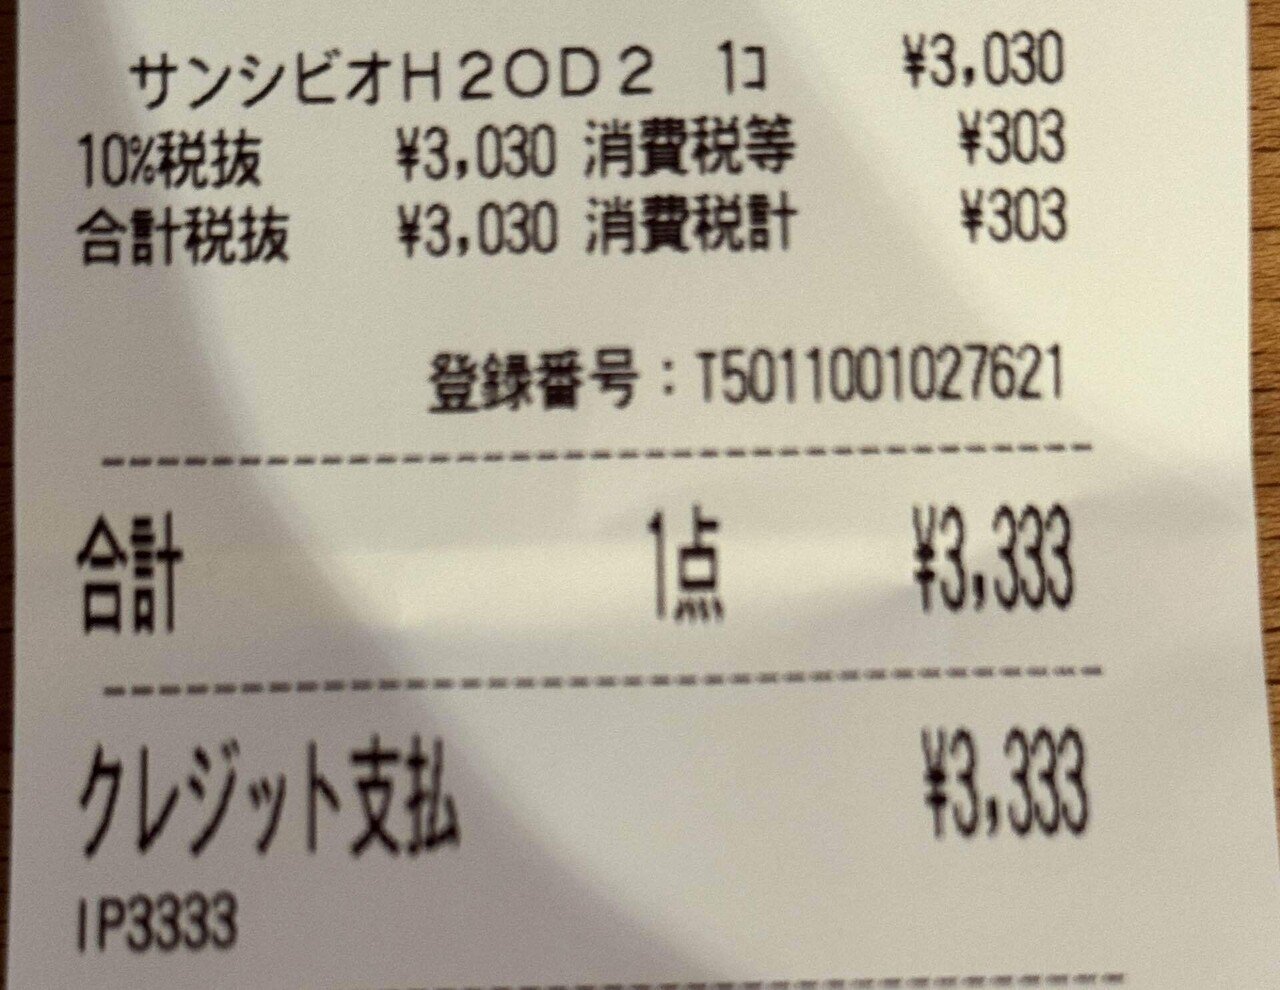 サンシビオH2OD2 1コ ¥3,030
10%税抜 ¥3,030 消費税等 ¥303
合計税抜 ¥3,030 消費税計 ¥303
登録番号：T5011001027621
合計 1点 ¥3,333
クレジット支払 ¥3,333
IP3333